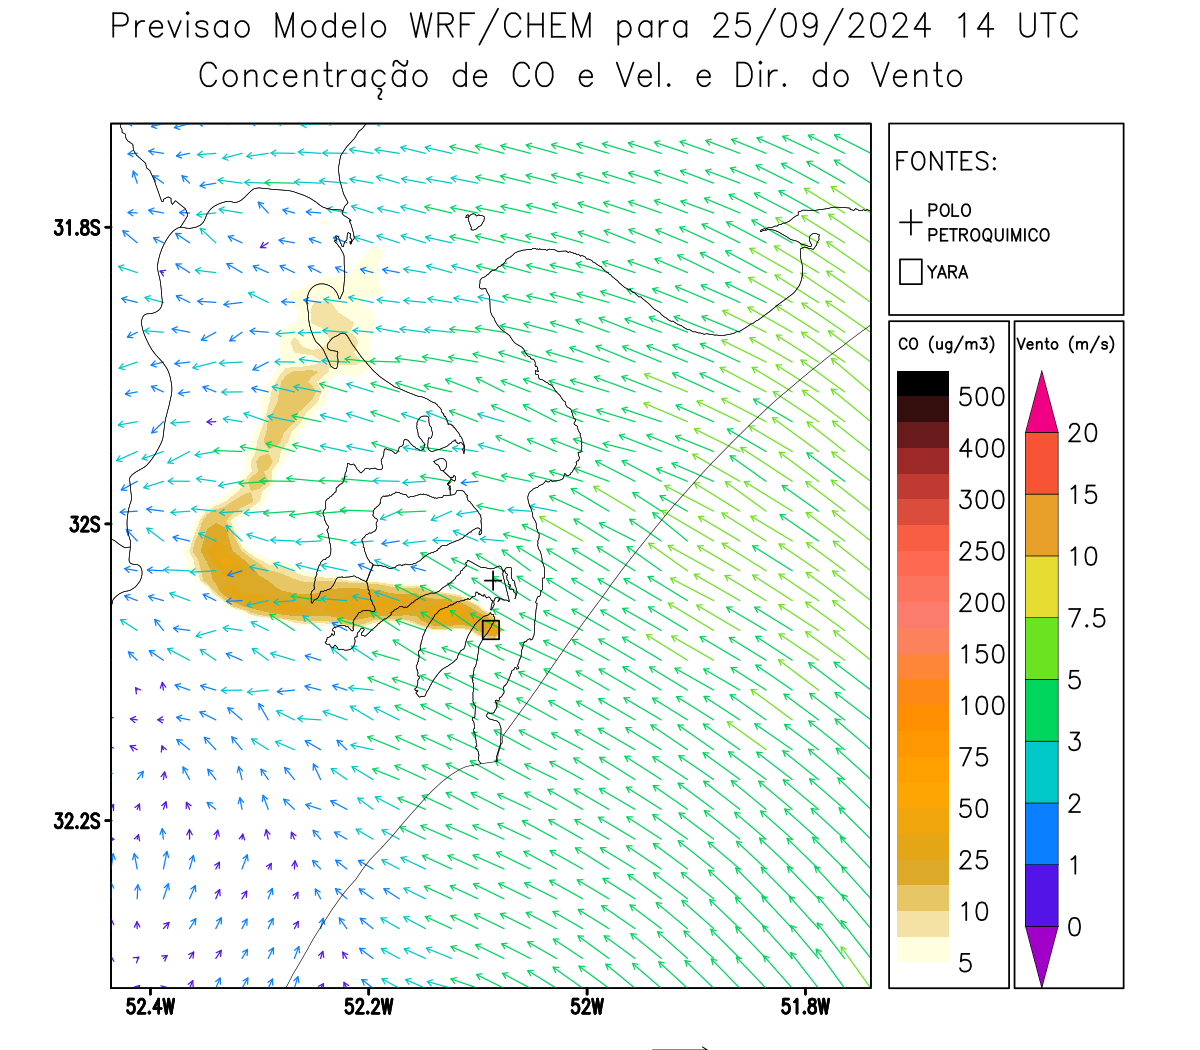 Previsao Modelo WRF/CHEM para 25/09/2024 14 UTC
Concentração de CO e Vel. e Dir. do Vento
FONTES:
POLO
PETROQUIMICO
YARA
CO (ug/m3)
500
400
300
250
200
150
100
75
50
25
10
5
Vento (m/s)
20
15
10
7.5
5
3
2
1
0
31.8S
32S
32.2S
52.4W
52.2W
52W
51.8W